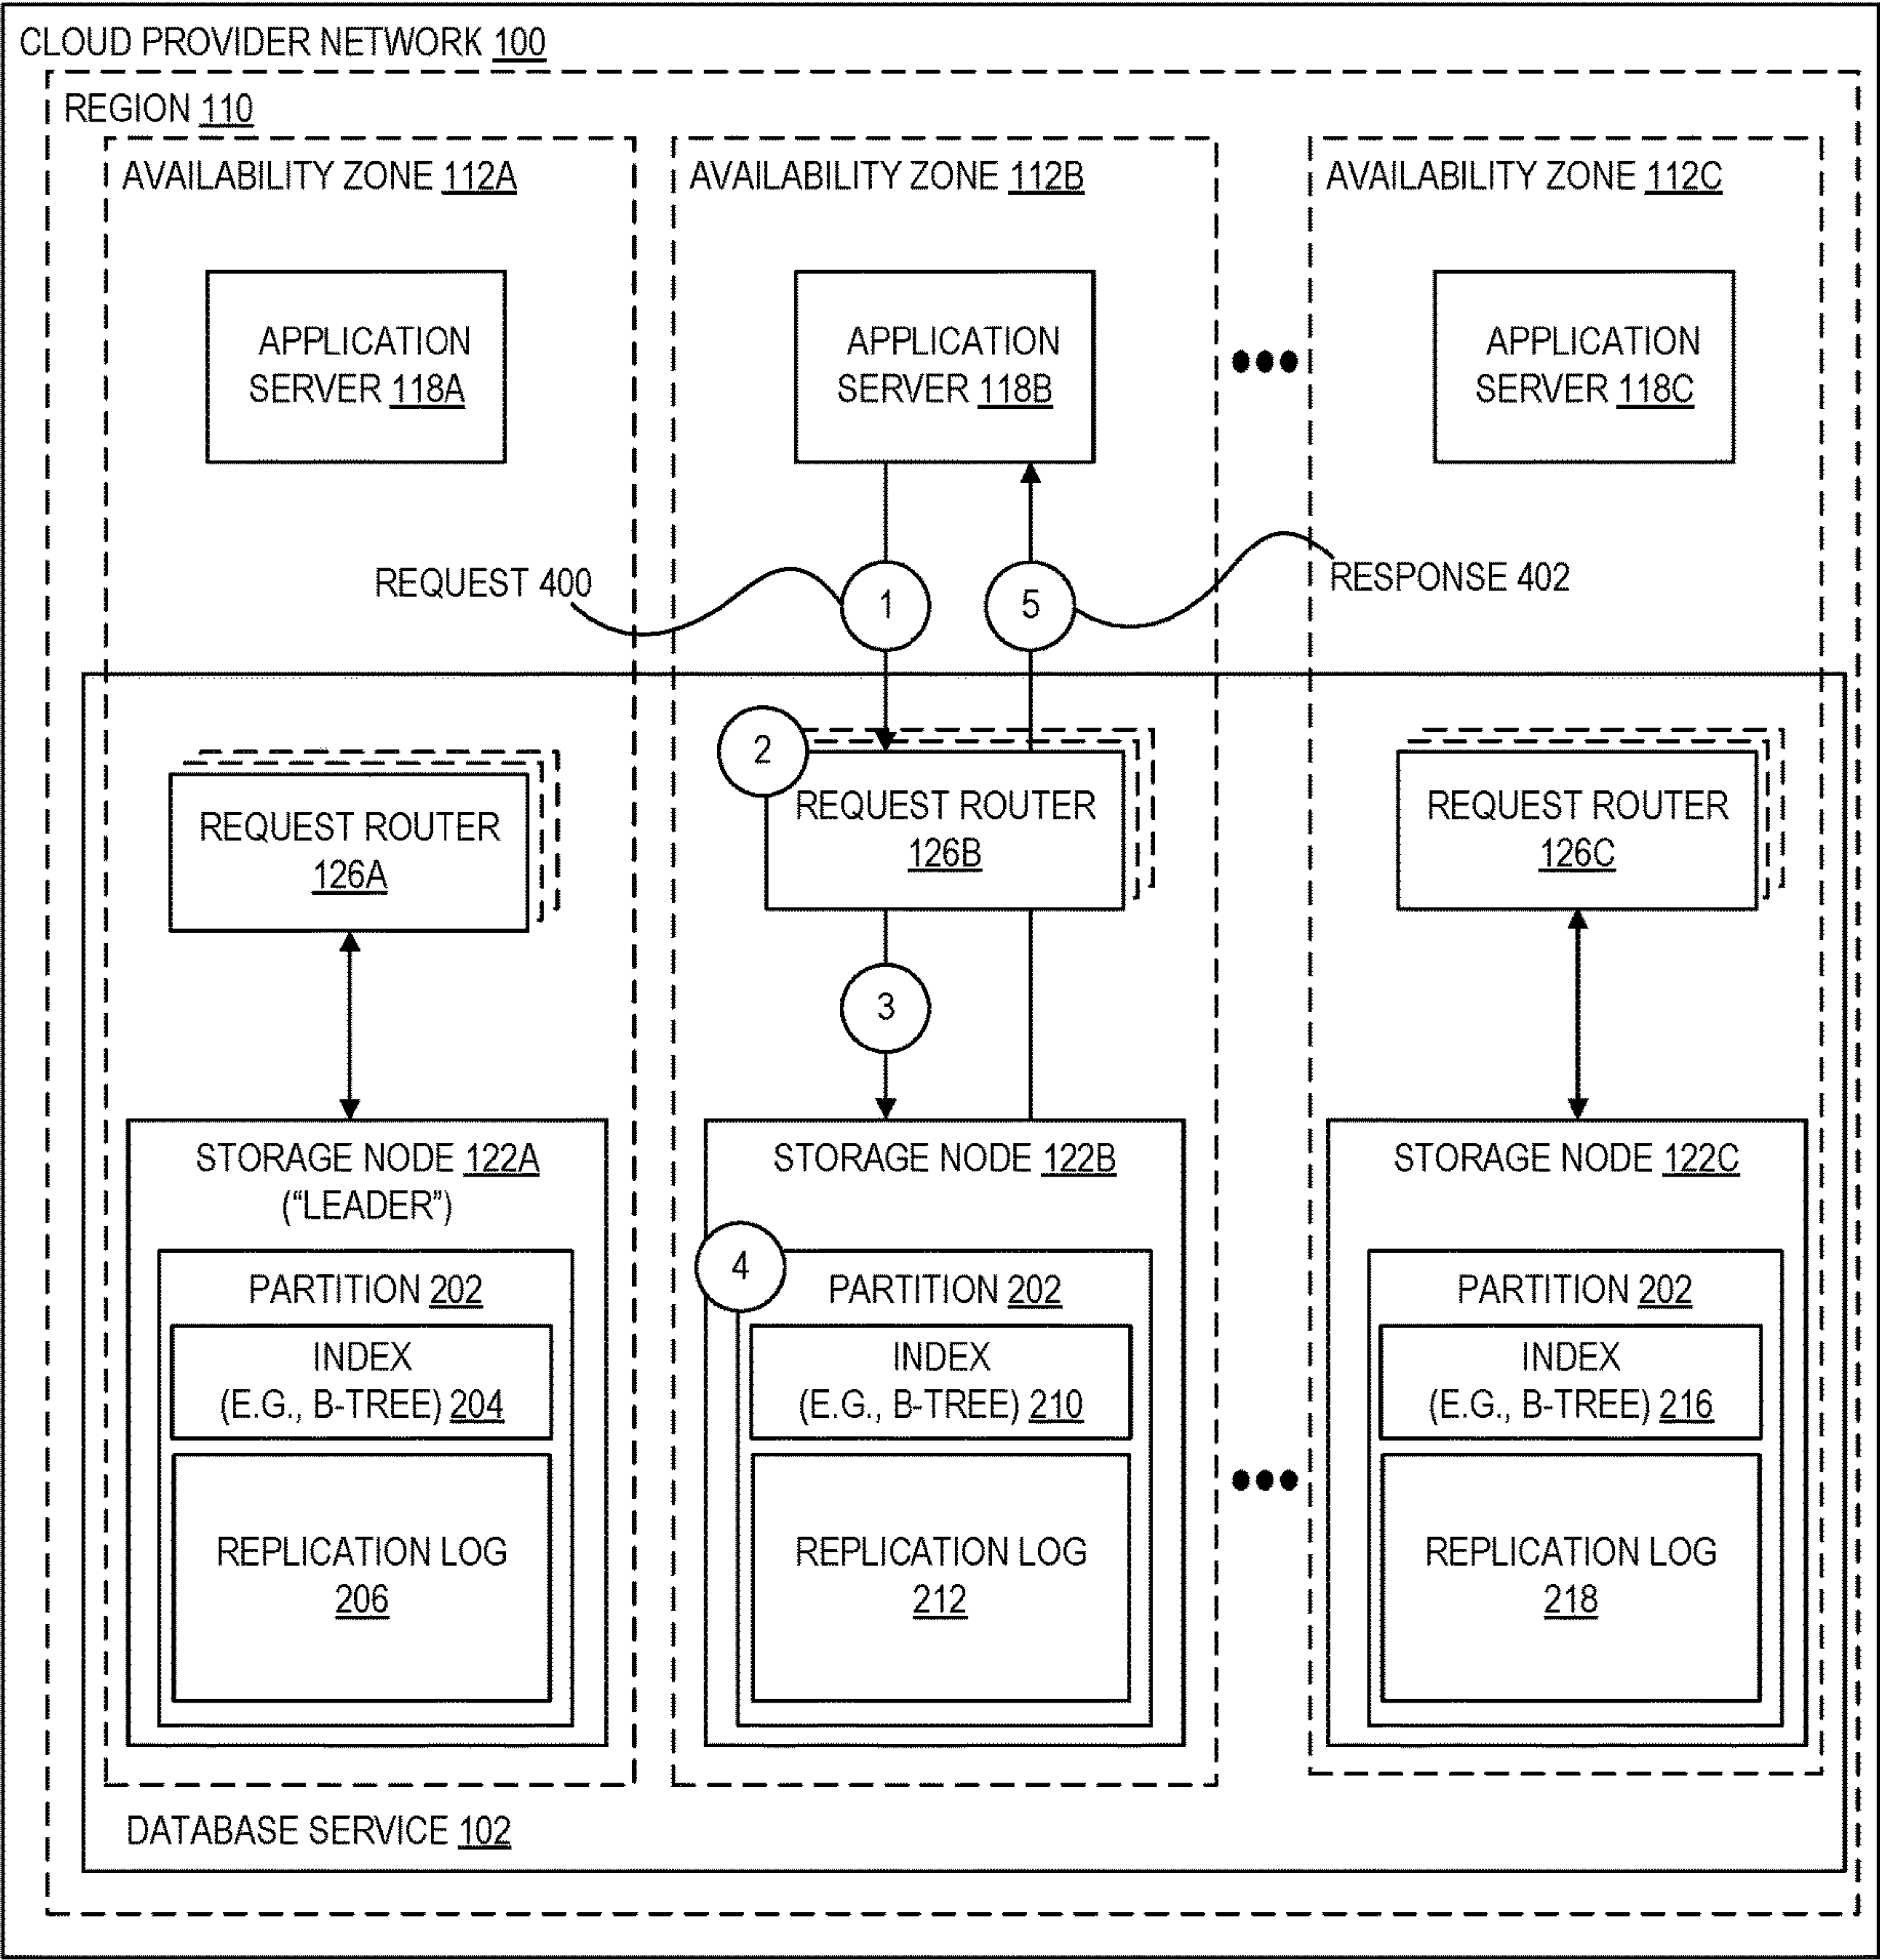 CLOUD PROVIDER NETWORK 100
REGION 110
AVAILABILITY ZONE 112A
AVAILABILITY ZONE 112B
AVAILABILITY ZONE 112C
APPLICATION
SERVER 118A
APPLICATION
SERVER 118B
APPLICATION
SERVER 118C
REQUEST 400
1
5
RESPONSE 402
2
REQUEST ROUTER
126A
REQUEST ROUTER
126B
REQUEST ROUTER
126C
3
STORAGE NODE 122A
("LEADER")
PARTITION 202
INDEX
(E.G., B-TREE) 204
REPLICATION LOG
206
STORAGE NODE 122B
4
PARTITION 202
INDEX
(E.G., B-TREE) 210
REPLICATION LOG
212
STORAGE NODE 122C
PARTITION 202
INDEX
(E.G., B-TREE) 216
REPLICATION LOG
218
DATABASE SERVICE 102